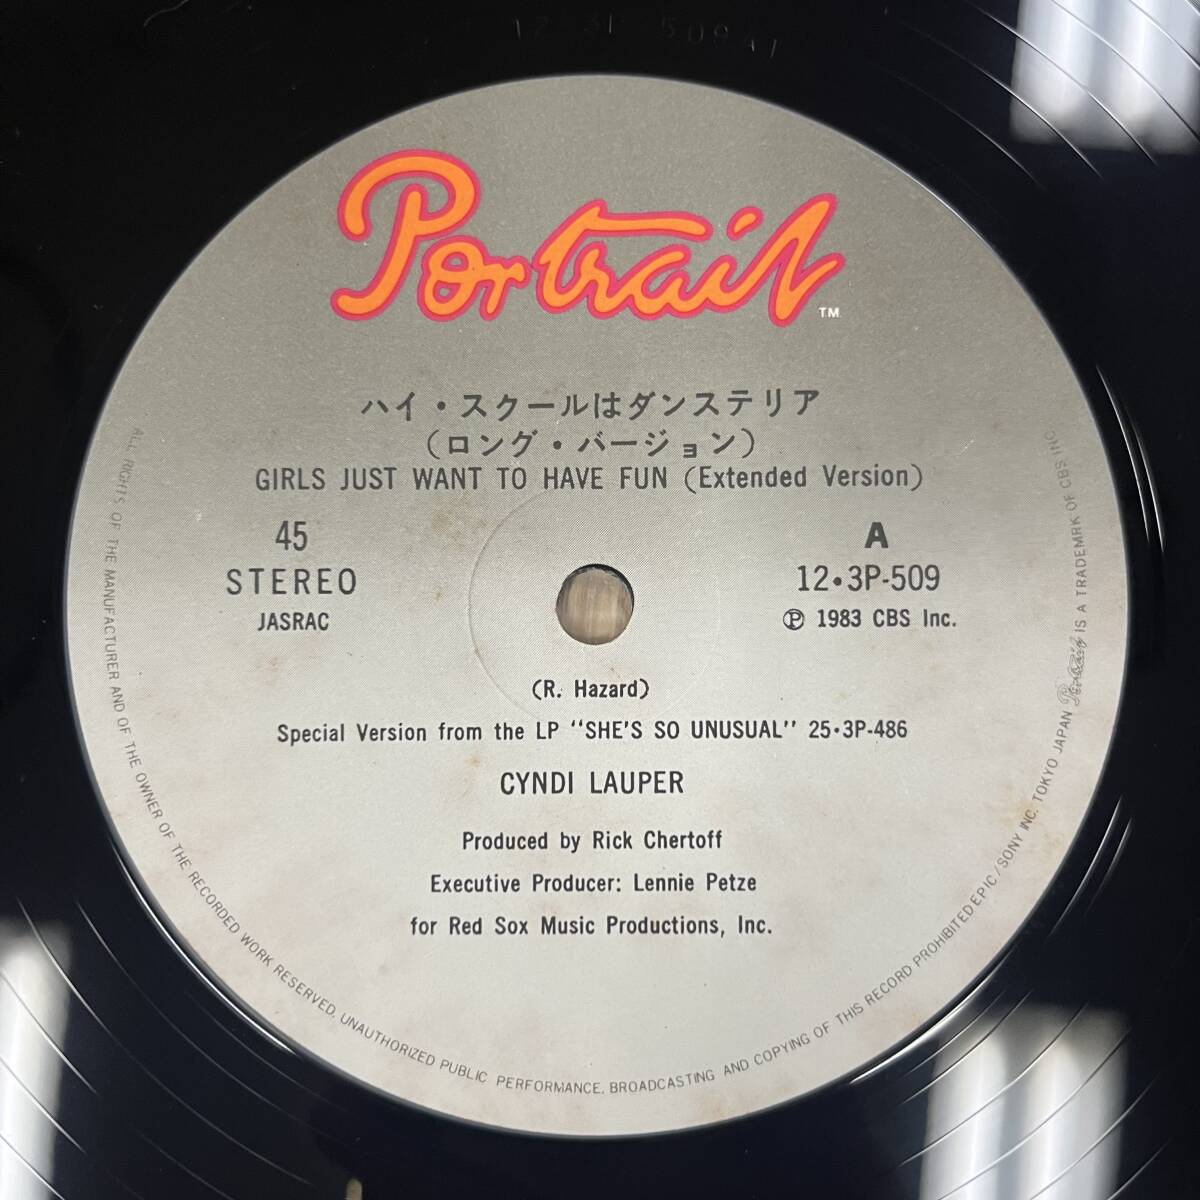 Portrait TM
ハイ・スクールはダンステリア
(ロング・バージョン)
GIRLS JUST WANT TO HAVE FUN (Extended Version)
45
STEREO
JASRAC
A
12・3P-509
Ⓟ 1983 CBS Inc.
(R. Hazard)
Special Version from the LP "SHE'S SO UNUSUAL" 25・3P-486
CYNDI LAUPER
Produced by Rick Chertoff
Executive Producer: Lennie Petze
for Red Sox Music Productions, Inc.
ALL RIGHTS OF THE MANUFACTURER AND OF THE OWNER OF THE RECORDED WORK RESERVED. UNAUTHORIZED PUBLIC PERFORMANCE. BROADCASTING AND COPYING OF THIS RECORD PROHIBITED EPIC/SONY INC. TOKYO JAPAN Portrait IS A TRADEMRK OF CBS INC.